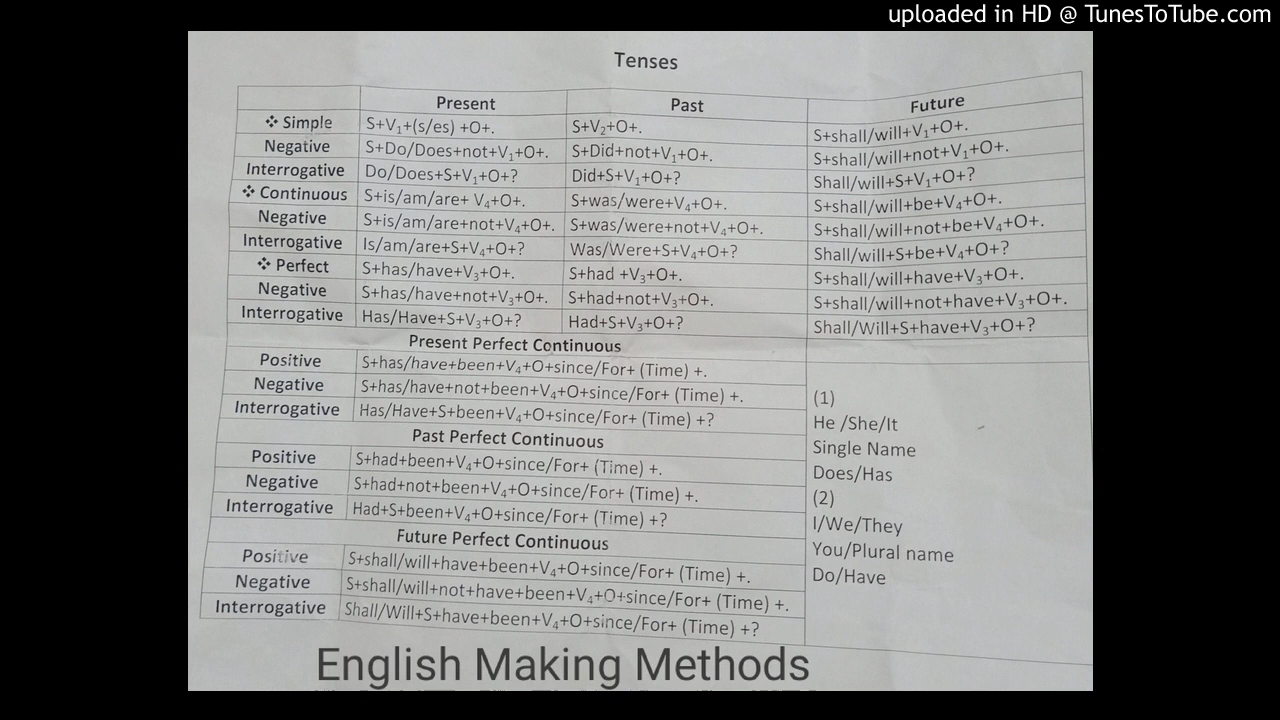 uploaded in HD @ TunesToTube.com
Tenses
Present Past Future
❖ Simple S+V₁+(s/es) +O+. S+V₂+O+. S+shall/will+V₁+O+.
Negative S+Do/Does+not+V₁+O+. S+Did+not+V₁+O+. S+shall/will+not+V₁+O+.
Interrogative Do/Does+S+V₁+O+? Did+S+V₁+O+? Shall/will+S+V₁+O+?
❖ Continuous S+is/am/are+ V₄+O+. S+was/were+V₄+O+. S+shall/will+be+V₄+O+.
Negative S+is/am/are+not+V₄+O+. S+was/were+not+V₄+O+. S+shall/will+not+be+V₄+O+.
Interrogative Is/am/are+S+V₄+O+? Was/Were+S+V₄+O+? Shall/will+S+be+V₄+O+?
❖ Perfect S+has/have+V₃+O+. S+had +V₃+O+. S+shall/will+have+V₃+O+.
Negative S+has/have+not+V₃+O+. S+had+not+V₃+O+. S+shall/will+not+have+V₃+O+.
Interrogative Has/Have+S+V₃+O+? Had+S+V₃+O+? Shall/Will+S+have+V₃+O+?
Present Perfect Continuous
Positive S+has/have+been+V₄+O+since/For+ (Time) +.
Negative S+has/have+not+been+V₄+O+since/For+ (Time) +.
Interrogative Has/Have+S+been+V₄+O+since/For+ (Time) +?
Past Perfect Continuous
Positive S+had+been+V₄+O+since/For+ (Time) +.
Negative S+had+not+been+V₄+O+since/For+ (Time) +.
Interrogative Had+S+been+V₄+O+since/For+ (Time) +?
Future Perfect Continuous
Positive S+shall/will+have+been+V₄+O+since/For+ (Time) +.
Negative S+shall/will+not+have+been+V₄+O+since/For+ (Time) +.
Interrogative Shall/Will+S+have+been+V₄+O+since/For+ (Time) +?
(1)
He /She/It
Single Name
Does/Has
(2)
I/We/They
You/Plural name
Do/Have
English Making Methods